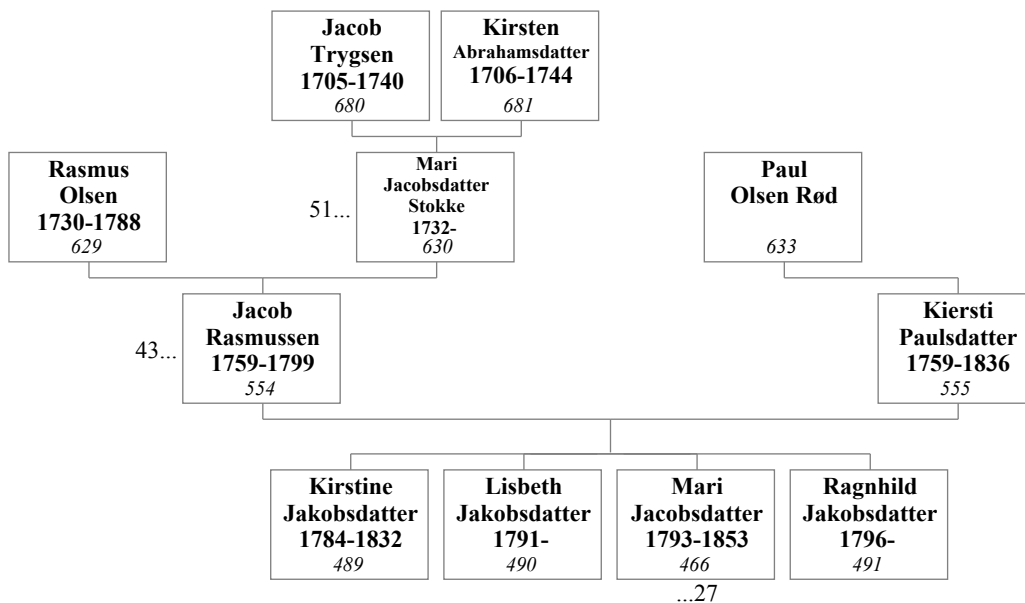 Jacob
Trygsen
1705-1740
680
Kirsten
Abrahamsdatter
1706-1744
681
Rasmus
Olsen
1730-1788
629
51...
Mari
Jacobsdatter
Stokke
1732-
630
Paul
Olsen Rød
633
43...
Jacob
Rasmussen
1759-1799
554
Kiersti
Paulsdatter
1759-1836
555
Kirstine
Jakobsdatter
1784-1832
489
Lisbeth
Jakobsdatter
1791-
490
Mari
Jacobsdatter
1793-1853
466
...27
Ragnhild
Jakobsdatter
1796-
491